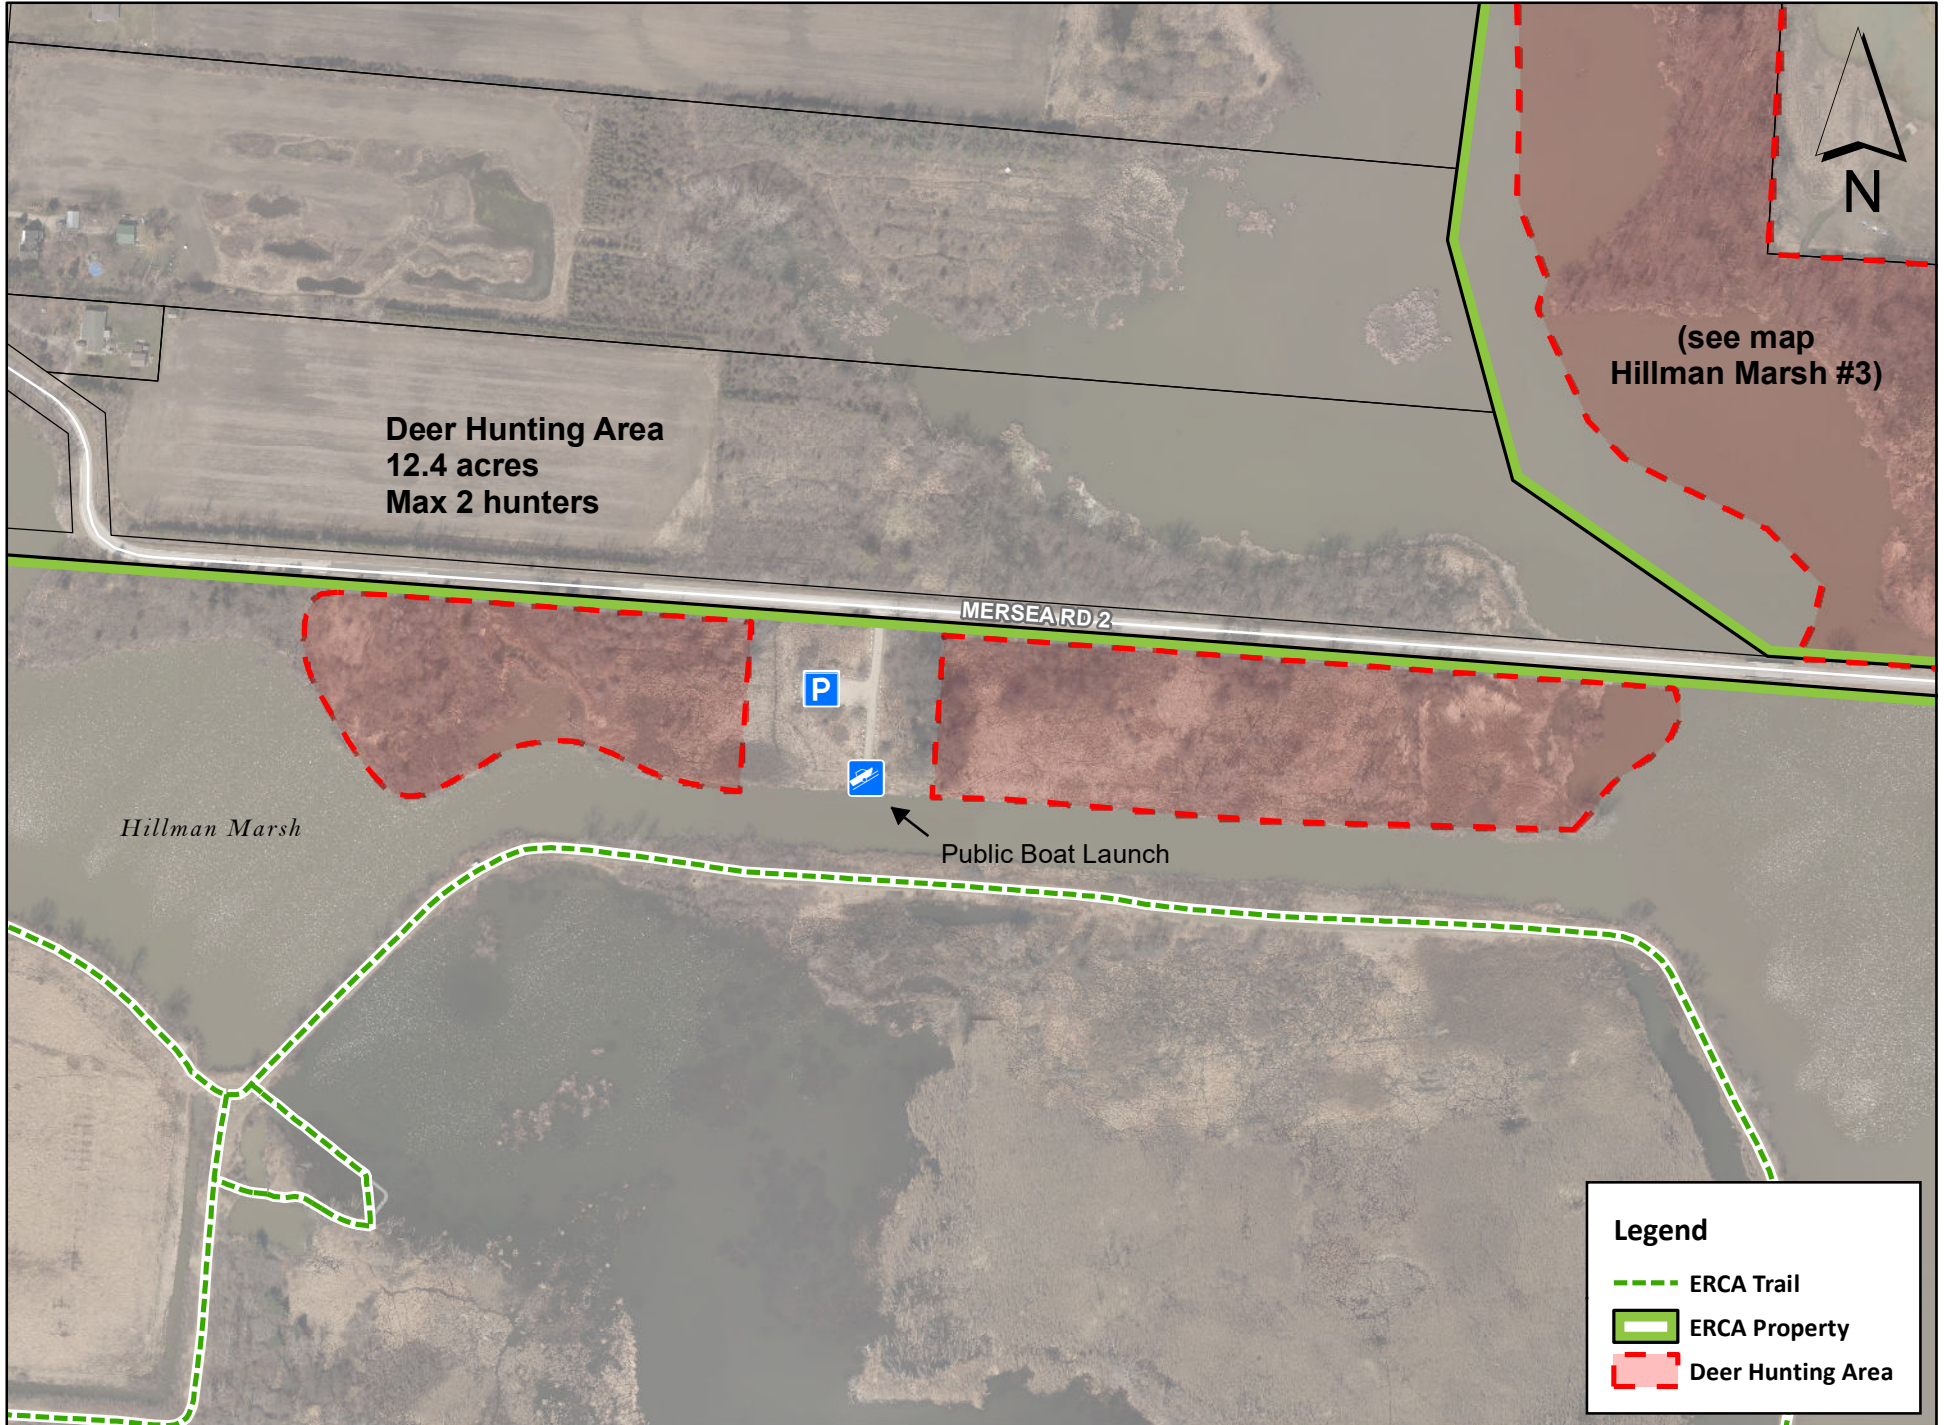 N
(see map
Hillman Marsh #3)
Deer Hunting Area
12.4 acres
Max 2 hunters
MERSEA RD 2
P
Hillman Marsh
Public Boat Launch
Legend
ERCA Trail
ERCA Property
Deer Hunting Area